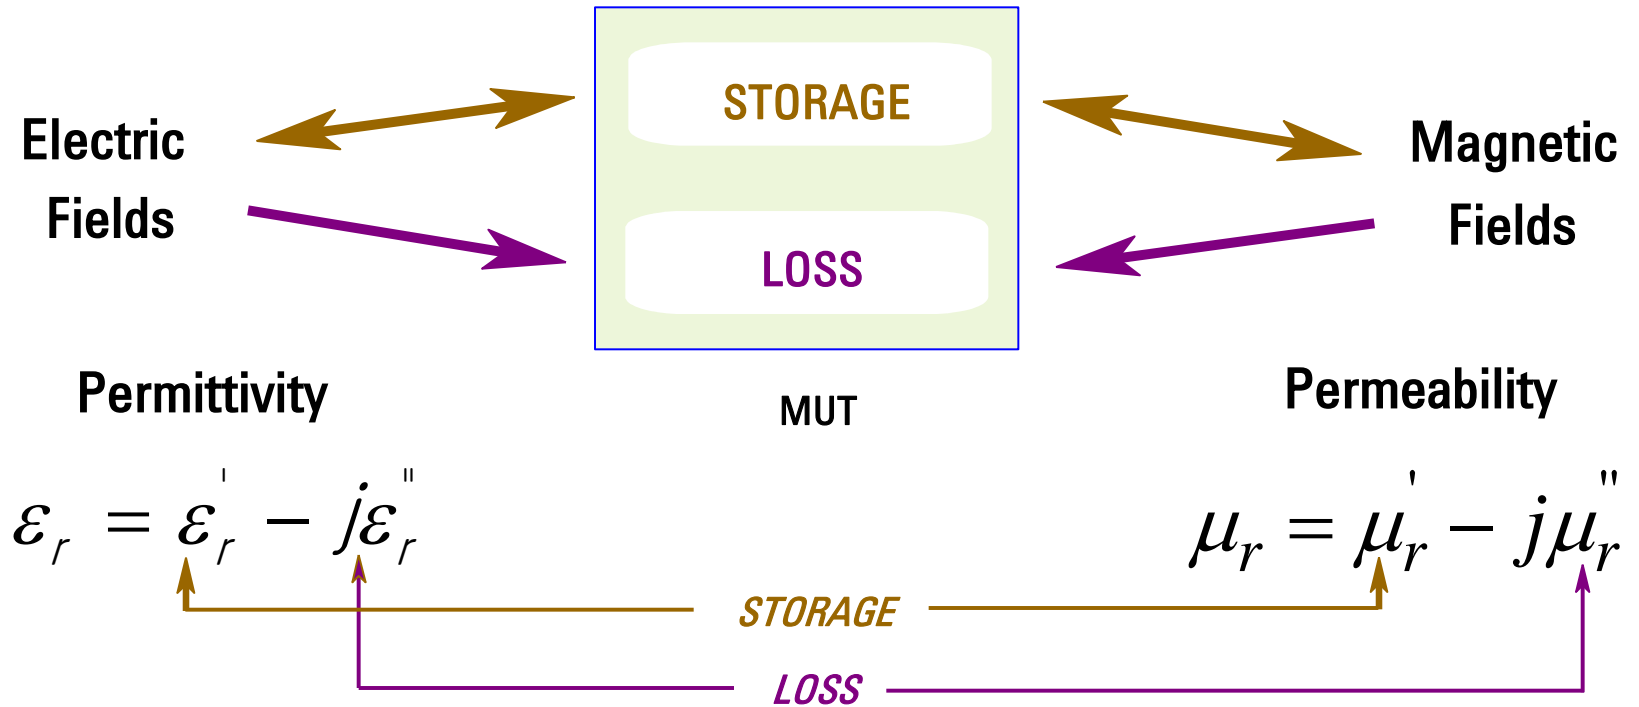 STORAGE
Electric
Fields
Magnetic
Fields
LOSS
Permittivity
MUT
Permeability
εᵣ = εᵣ' − jεᵣ"
μᵣ = μᵣ' − jμᵣ"
STORAGE
LOSS